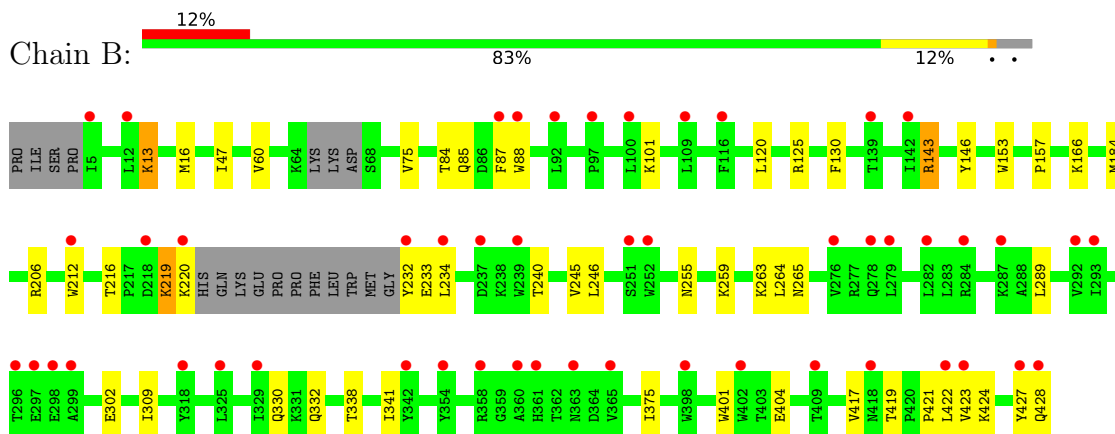 12%
Chain B:
83% 12% • •
PRO ILE SER PRO I5 L12 K13 M16 I47 V60 K64 LYS LYS ASP S68 V75 T84 Q85 D86 F87 W88 L92 P97 L100 K101 L109 F116 L120 R125 F130 T139 I142 R143 Y146 W153 P157 K166 M184
R206 W212 T216 P217 D218 K219 K220 HIS GLN LYS GLU PRO PRO PHE LEU TRP MET GLY Y232 E233 L234 D237 K238 W239 T240 V245 L246 S251 W252 N255 K259 K263 L264 N265 V276 R277 Q278 L279 L282 L283 R284 K287 A288 L289 V292 I293
T296 E297 E298 A299 E302 I309 Y318 L325 I329 Q330 K331 Q332 T338 I341 Y342 Y354 R358 G359 A360 H361 T362 N363 D364 V365 I375 W398 W401 W402 T403 E404 T409 V417 N418 T419 P420 P421 L422 V423 K424 Y427 Q428